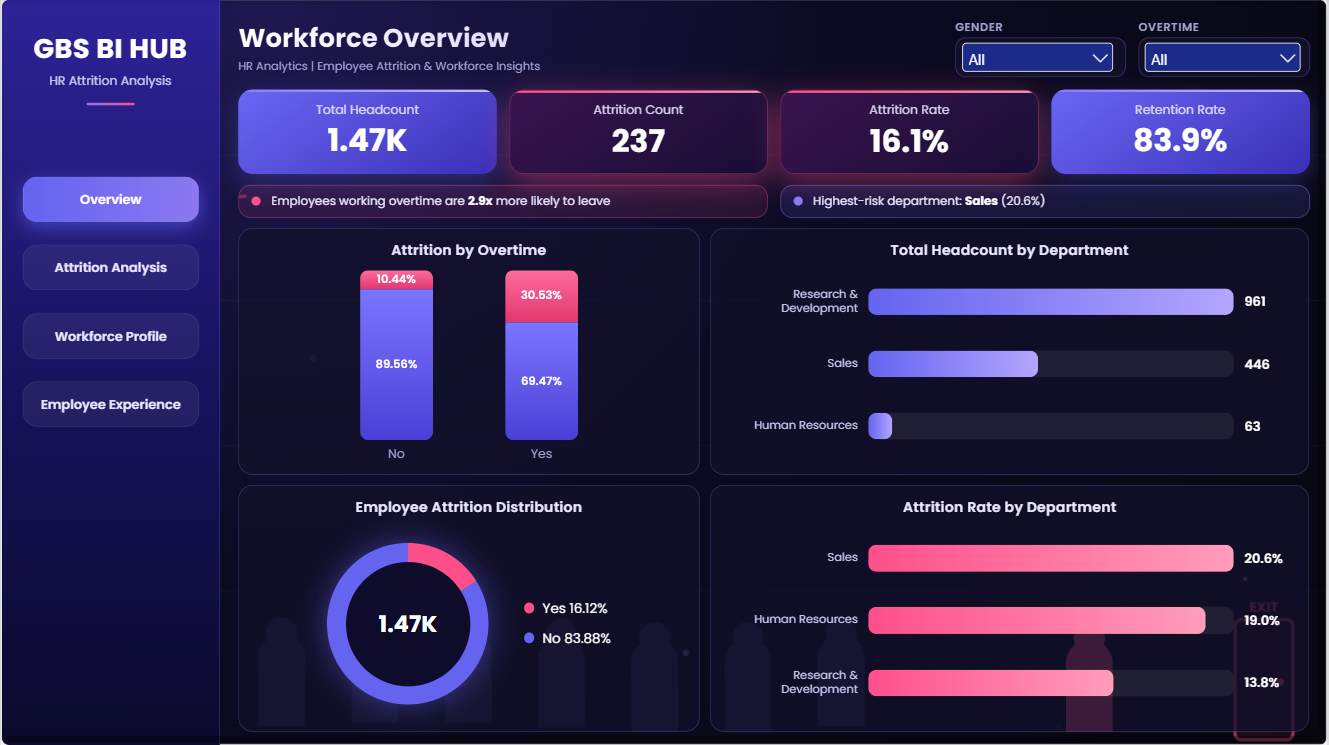 GBS BI HUB
HR Attrition Analysis
Overview
Attrition Analysis
Workforce Profile
Employee Experience
Workforce Overview
HR Analytics | Employee Attrition & Workforce Insights
GENDER
All
OVERTIME
All
Total Headcount
1.47K
Attrition Count
237
Attrition Rate
16.1%
Retention Rate
83.9%
Employees working overtime are 2.9x more likely to leave
Highest-risk department: Sales (20.6%)
Attrition by Overtime
10.44%
89.56%
No
30.53%
69.47%
Yes
Total Headcount by Department
Research &
Development
961
Sales
446
Human Resources
63
Employee Attrition Distribution
1.47K
Yes 16.12%
No 83.88%
Attrition Rate by Department
Sales
20.6%
EXIT
Human Resources
19.0%
Research &
Development
13.8%